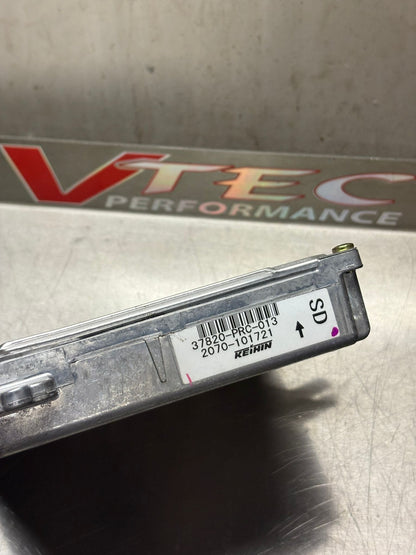 VTEC
PERFORMANCE
37820-PRC-013
2070-101721
KEIHIN
SD